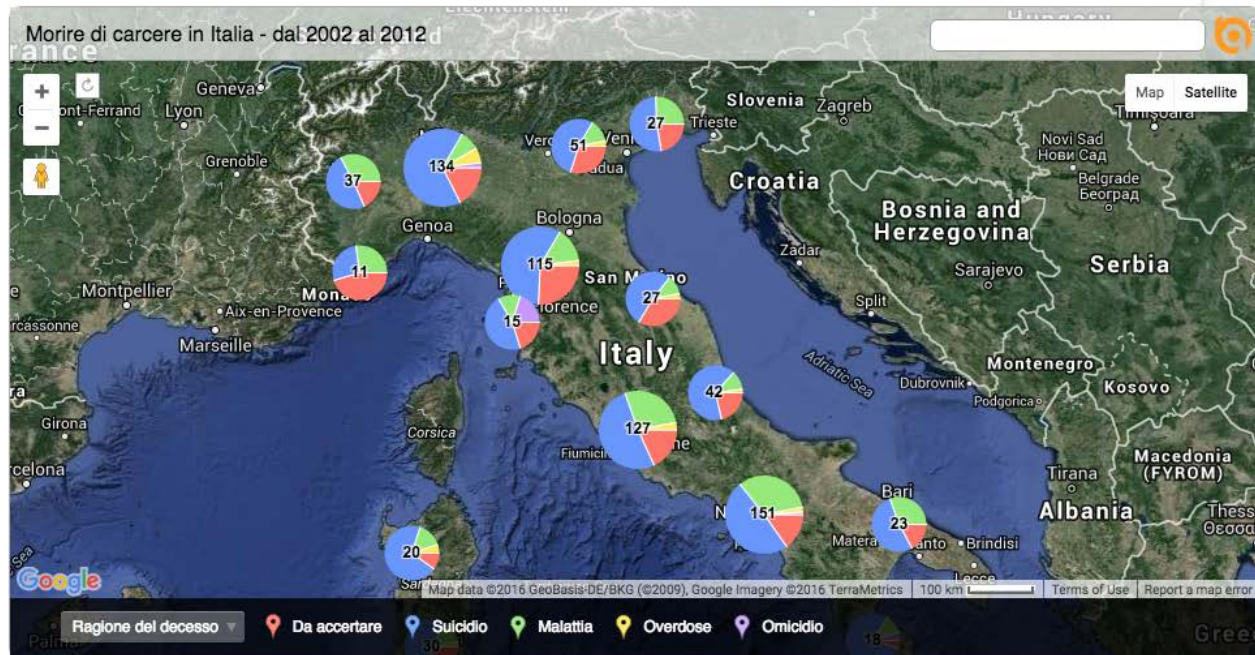 Morire di carcere in Italia - dal 2002 al 2012
Map
Satellite
Geneva
Lyon
Grenoble
Slovenia
Zagreb
Trieste
Novi Sad
Нови Сад
Belgrade
Београд
Croatia
Bosnia and
Herzegovina
Sarajevo
Serbia
Zadar
Split
27
51
134
37
Genoa
Bologna
115
11
27
15
Italy
Montpellier
Aix-en-Provence
Marseille
Montenegro
Kosovo
Dubrovnik
Podgorica
Adriatic Sea
Girona
Corsica
42
127
Macedonia
(FYROM)
Tirana
Albania
Bari
151
23
Matera
Brindisi
Lecce
20
Google
Map data ©2016 GeoBasis-DE/BKG (©2009), Google Imagery ©2016 TerraMetrics
100 km
Terms of Use
Report a map error
Ragione del decesso
Da accertare
Suicidio
Malattia
Overdose
Omicidio
30
18